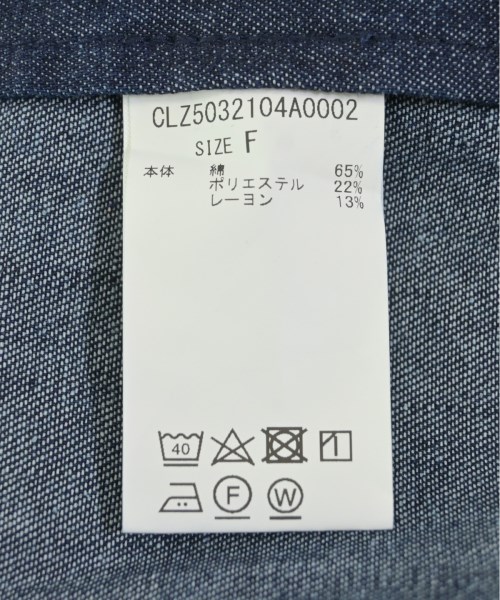 CLZ5032104A0002
SIZE F
本体 綿 65%
ポリエステル 22%
レーヨン 13%
40
F W